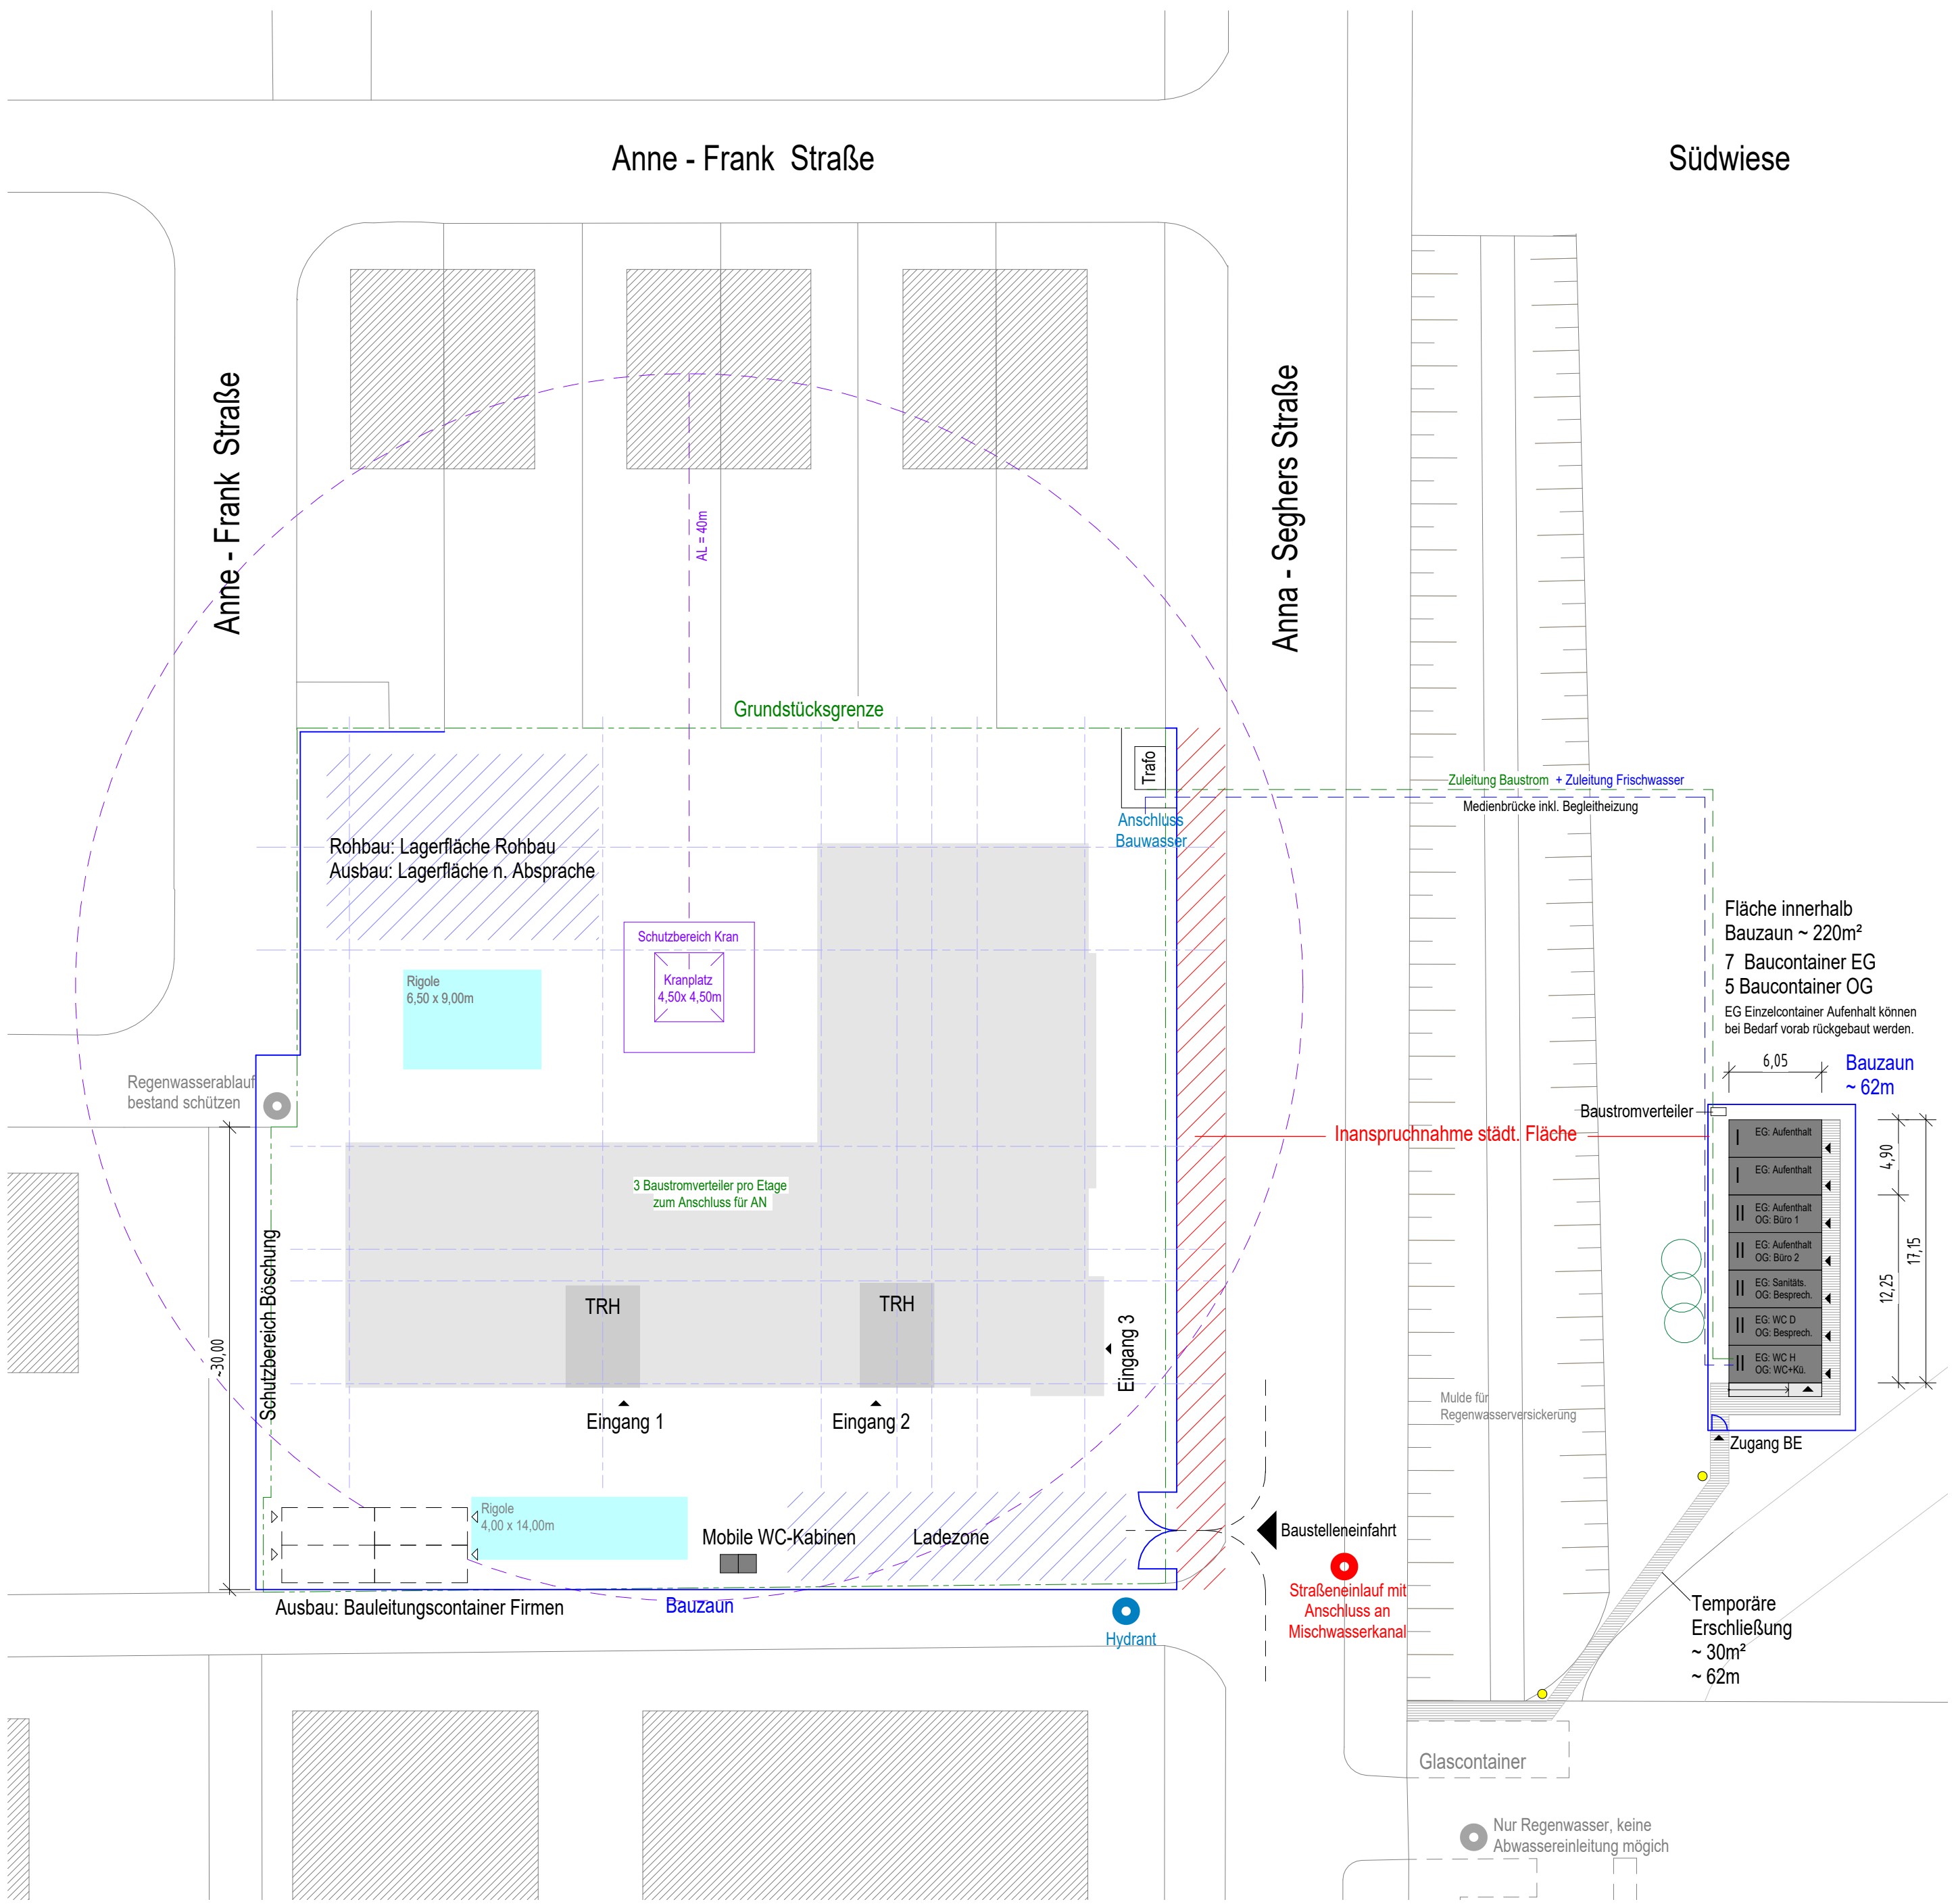 Anne - Frank Straße
Südwiese
Anne - Frank Straße
Anna - Seghers Straße
AL = 40m
Grundstücksgrenze
Trafo
Zuleitung Baustrom + Zuleitung Frischwasser
Medienbrücke inkl. Begleitheizung
Anschluss
Bauwasser
Rohbau: Lagerfläche Rohbau
Ausbau: Lagerfläche n. Absprache
Schutzbereich Kran
Kranplatz
4,50x 4,50m
Rigole
6,50 x 9,00m
Fläche innerhalb
Bauzaun ~ 220m²
7 Baucontainer EG
5 Baucontainer OG
EG Einzelcontainer Aufenthalt können
bei Bedarf vorab rückgebaut werden.
6,05
Bauzaun
~ 62m
Regenwasserablauf
bestand schützen
Baustromverteiler
Inanspruchnahme städt. Fläche
I
EG: Aufenthalt
I
EG: Aufenthalt
II
EG: Aufenthalt
OG: Büro 1
II
EG: Aufenthalt
OG: Büro 2
II
EG: Sanitäts.
OG: Besprech.
II
EG: WC D
OG: Besprech.
II
EG: WC H
OG: WC+Kü.
4,90
12,25
17,15
3 Baustromverteiler pro Etage
zum Anschluss für AN
Schutzbereich Böschung
~30,00
TRH
TRH
Eingang 1
Eingang 2
Eingang 3
Mulde für
Regenwasserversickerung
Zugang BE
Rigole
4,00 x 14,00m
Mobile WC-Kabinen
Ladezone
Baustelleneinfahrt
Straßeneinlauf mit
Anschluss an
Mischwasserkanal
Ausbau: Bauleitungscontainer Firmen
Bauzaun
Hydrant
Temporäre
Erschließung
~ 30m²
~ 62m
Glascontainer
Nur Regenwasser, keine
Abwassereinleitung mögich